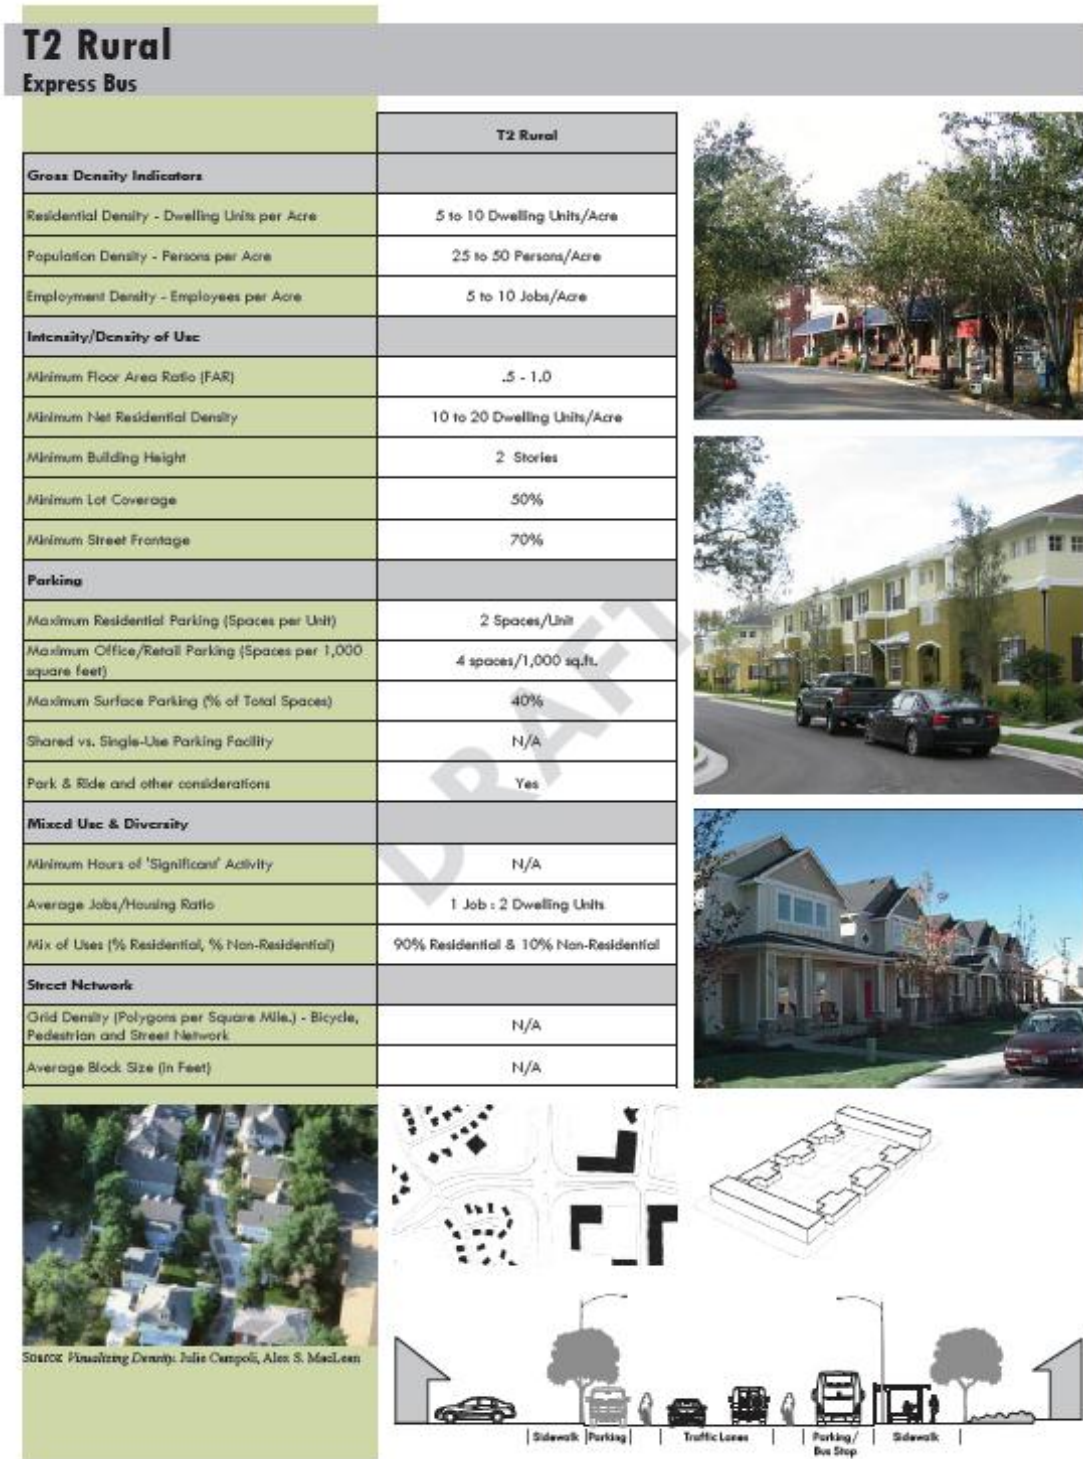 T2 Rural
Express Bus
T2 Rural
Gross Density Indicators
Residential Density - Dwelling Units per Acre 5 to 10 Dwelling Units/Acre
Population Density - Persons per Acre 25 to 50 Persons/Acre
Employment Density - Employees per Acre 5 to 10 Jobs/Acre
Intensity/Density of Use
Minimum Floor Area Ratio (FAR) .5 - 1.0
Minimum Net Residential Density 10 to 20 Dwelling Units/Acre
Minimum Building Height 2 Stories
Minimum Lot Coverage 50%
Minimum Street Frontage 70%
Parking
Maximum Residential Parking (Spaces per Unit) 2 Spaces/Unit
Maximum Office/Retail Parking (Spaces per 1,000
square feet) 4 spaces/1,000 sq.ft.
Maximum Surface Parking (% of Total Spaces) 40%
Shared vs. Single-Use Parking Facility N/A
Park & Ride and other considerations Yes
Mixed Use & Diversity
Minimum Hours of 'Significant' Activity N/A
Average Jobs/Housing Ratio 1 Job : 2 Dwelling Units
Mix of Uses (% Residential, % Non-Residential) 90% Residential & 10% Non-Residential
Street Network
Grid Density (Polygons per Square Mile.) - Bicycle,
Pedestrian and Street Network N/A
Average Block Size (in Feet) N/A
DRAFT
Source: Visualizing Density. Julie Campoli, Alex S. MacLean
Sidewalk Parking Traffic Lanes Parking/ Sidewalk
Bus Stop